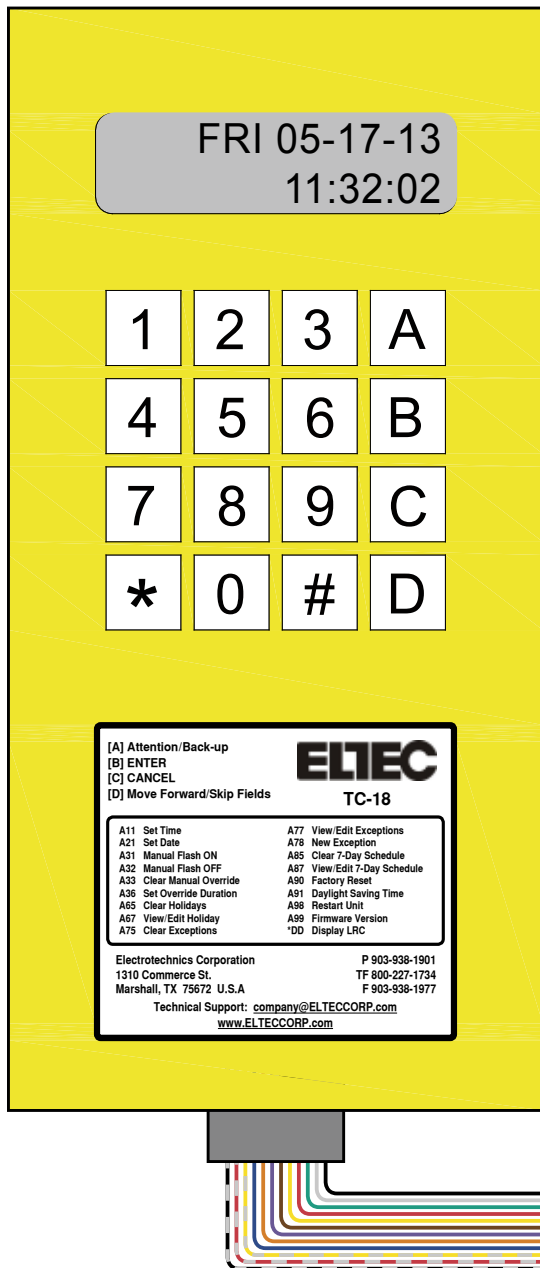 FRI 05-17-13
11:32:02
1 2 3 A
4 5 6 B
7 8 9 C
* 0 # D
[A] Attention/Back-up
[B] ENTER
[C] CANCEL
[D] Move Forward/Skip Fields
ELTEC
TC-18
A11 Set Time
A21 Set Date
A31 Manual Flash ON
A32 Manual Flash OFF
A33 Clear Manual Override
A36 Set Override Duration
A65 Clear Holidays
A67 View/Edit Holiday
A75 Clear Exceptions
A77 View/Edit Exceptions
A78 New Exception
A85 Clear 7-Day Schedule
A87 View/Edit 7-Day Schedule
A90 Factory Reset
A91 Daylight Saving Time
A98 Restart Unit
A99 Firmware Version
*DD Display LRC
Electrotechnics Corporation
1310 Commerce St.
Marshall, TX 75672 U.S.A
P 903-938-1901
TF 800-227-1734
F 903-938-1977
Technical Support: company@ELTECCORP.com
www.ELTECCORP.com